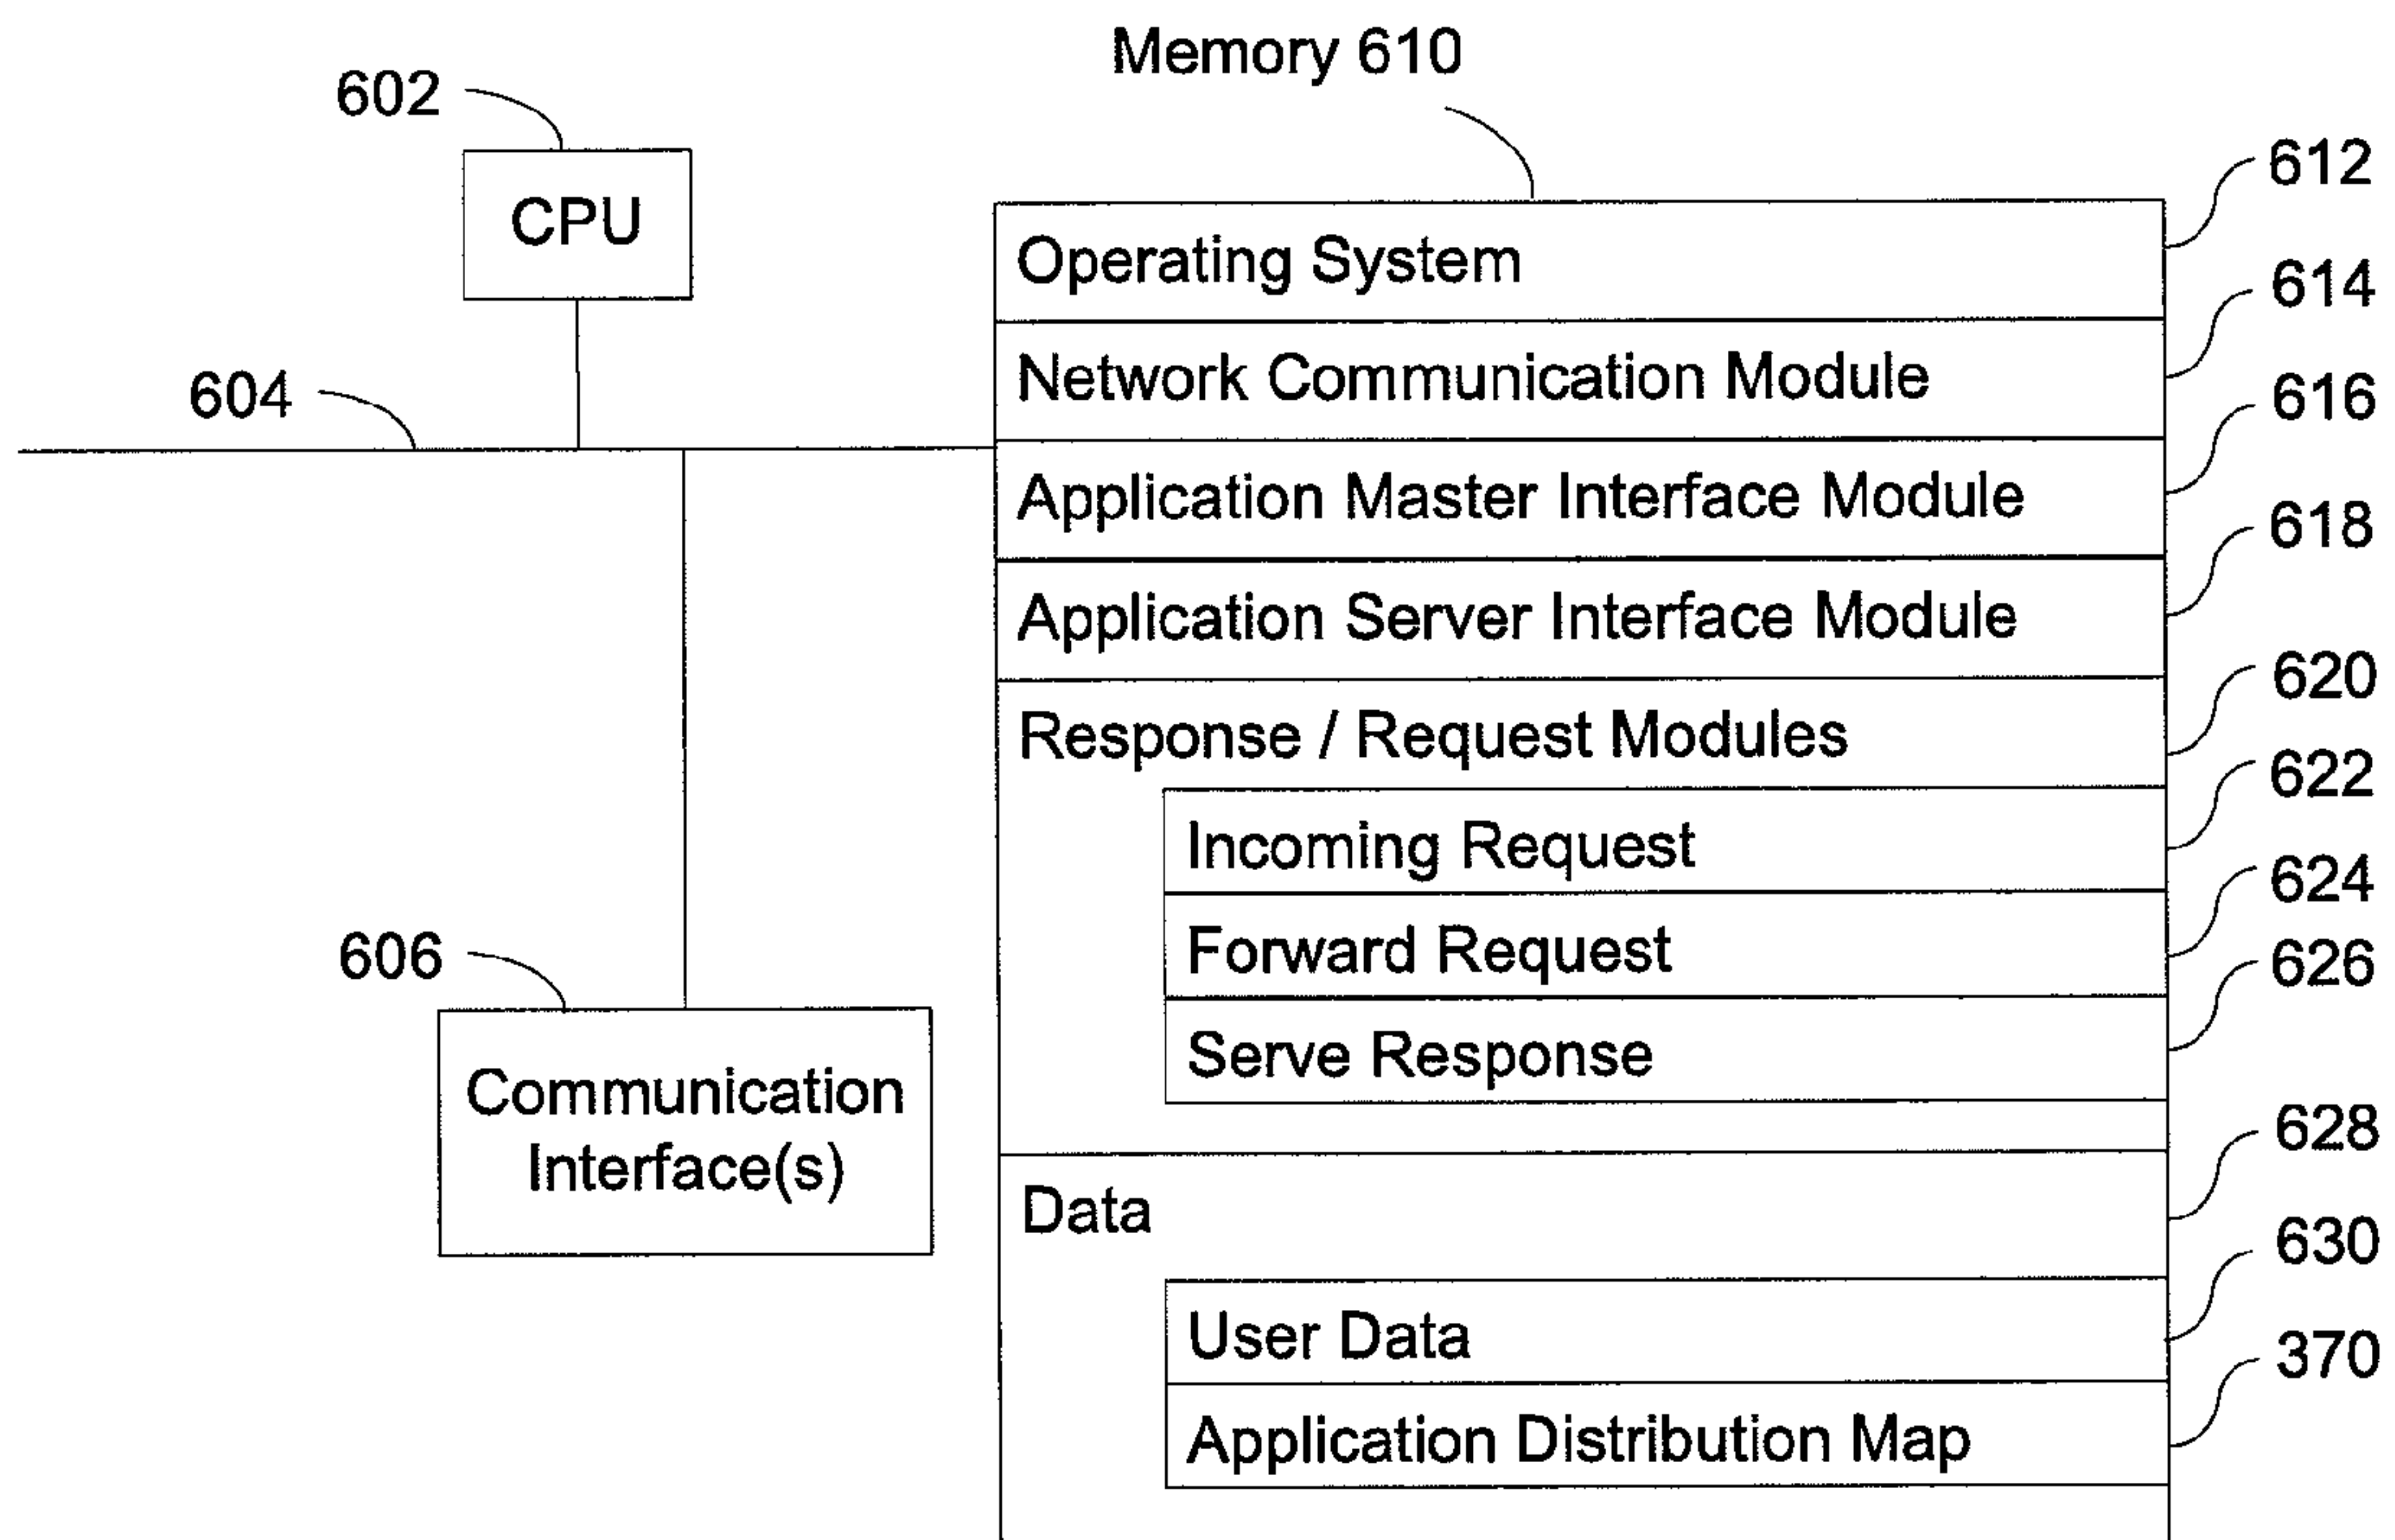 Memory 610
602
CPU
604
606
Communication
Interface(s)
Operating System
612
Network Communication Module
614
Application Master Interface Module
616
Application Server Interface Module
618
Response / Request Modules
620
Incoming Request
622
Forward Request
624
Serve Response
626
Data
628
User Data
630
Application Distribution Map
370